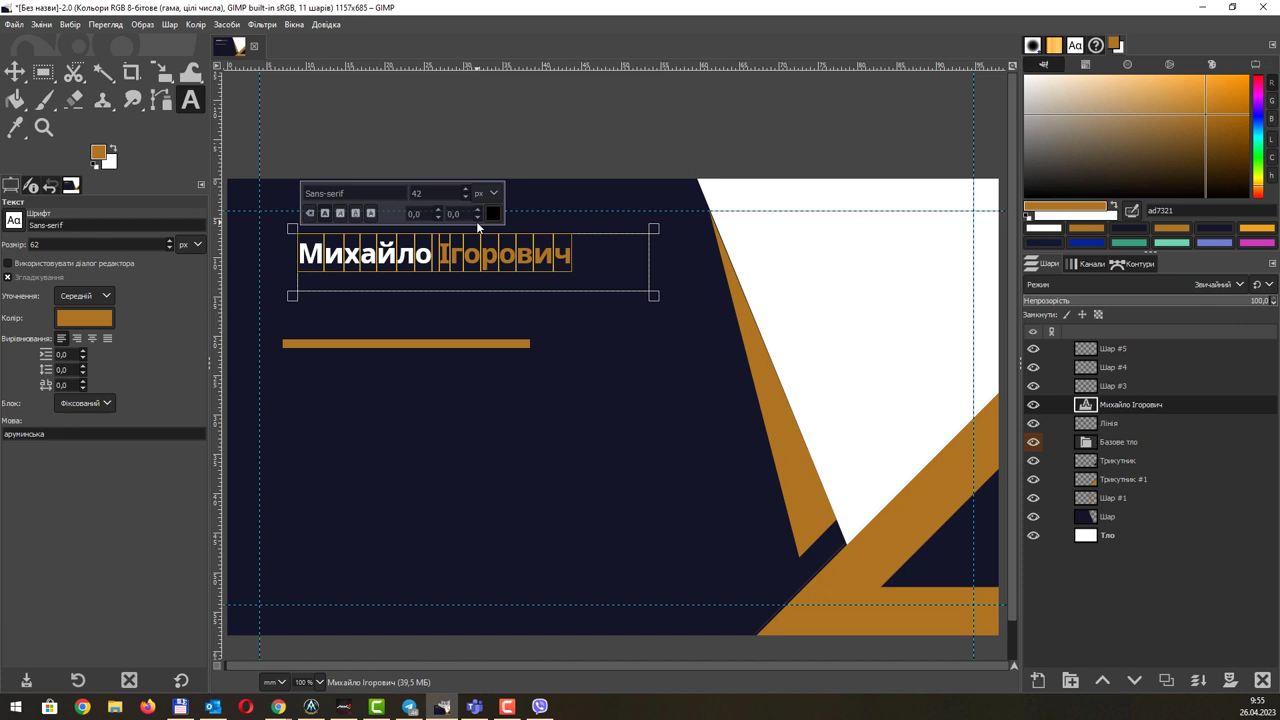 *[Без назви]-2.0 (Кольори RGB 8-бітове (гама, цілі числа), GIMP built-in sRGB, 11 шарів) 1157x685 – GIMP
Файл Зміни Вибір Перегляд Образ Шар Колір Засоби Фільтри Вікна Довідка
Текст
Шрифт
Aa Sans-serif
Розмір: 62 px
Використовувати діалог редактора
Згладжування
Уточнення: Середній
Колір:
Вирівнювання:
0,0
0,0
0,0
Блок: Фіксований
Мова:
аруминська
Sans-serif 42 px
0,0 0,0
Михайло Ігорович
mm 100 % Михайло Ігорович (39,5 МБ)
R
G
B
L
C
h
ad7321
Шари Канали Контури
Режим Звичайний
Непрозорість 100,0
Замкнути:
Шар #5
Шар #4
Шар #3
Михайло Ігорович
Лінія
Базове тло
Трикутник
Трикутник #1
Шар #1
Шар
Тло
9:55
26.04.2023